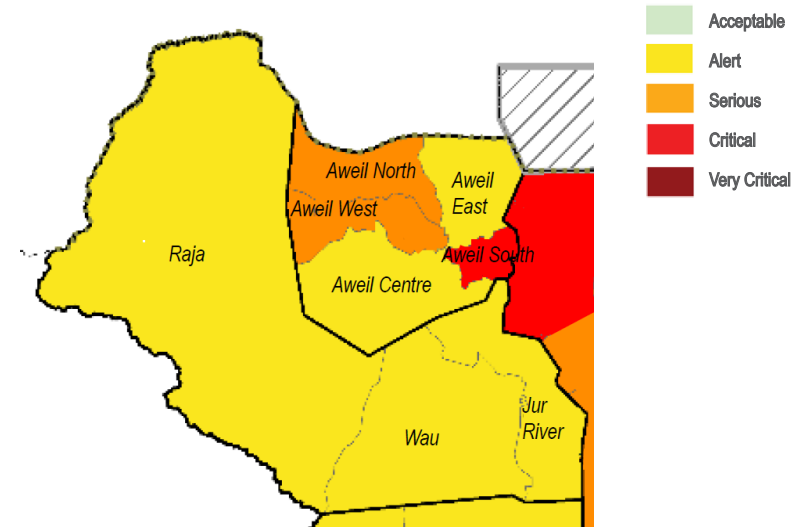 Acceptable
Alert
Serious
Critical
Very Critical
Aweil North
Aweil
East
Aweil West
Raja
Aweil South
Aweil Centre
Jur
River
Wau